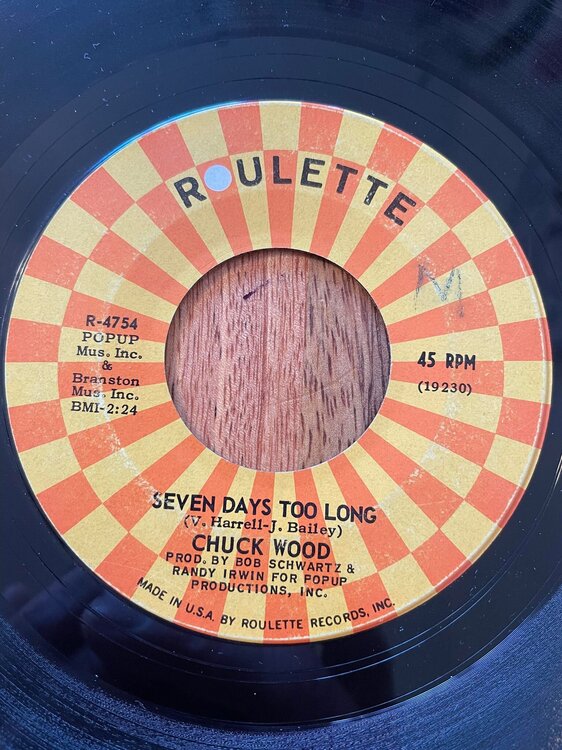 ROULETTE
R-4754
POPUP
Mus. Inc.
&
Branston
Mus. Inc.
BMI-2:24
M
45 RPM
(19230)
SEVEN DAYS TOO LONG
(V. Harrell-J. Bailey)
CHUCK WOOD
PROD. BY BOB SCHWARTZ &
RANDY IRWIN FOR POPUP
PRODUCTIONS, INC.
MADE IN U.S.A. BY ROULETTE RECORDS, INC.